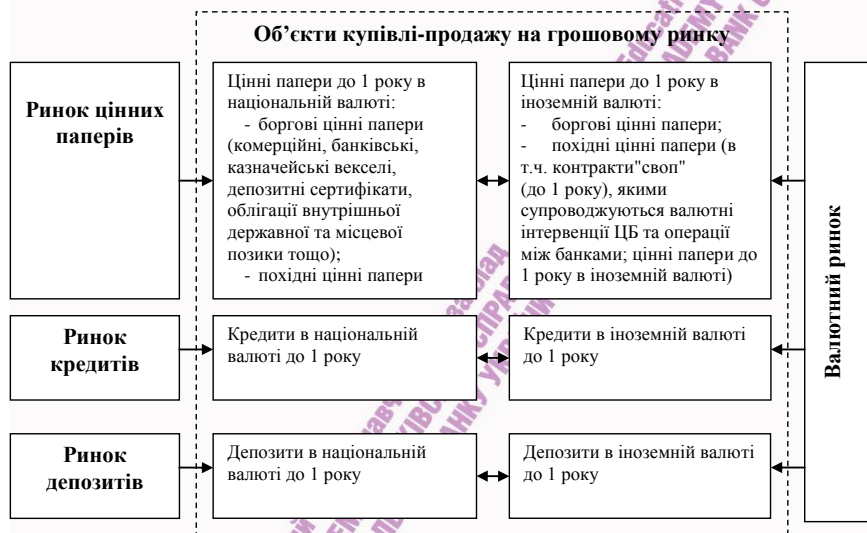 Об’єкти купівлі-продажу на грошовому ринку
Ринок цінних
паперів
Цінні папери до 1 року в
національній валюті:
- боргові цінні папери
(комерційні, банківські,
казначейські векселі,
депозитні сертифікати,
облігації внутрішньої
державної та місцевої
позики тощо);
- похідні цінні папери
Цінні папери до 1 року в
іноземній валюті:
- боргові цінні папери;
- похідні цінні папери (в
т.ч. контракти"своп"
(до 1 року), якими
супроводжуються валютні
інтервенції ЦБ та операції
між банками; цінні папери до
1 року в іноземній валюті)
Валютний ринок
Ринок
кредитів
Кредити в національній
валюті до 1 року
Кредити в іноземній валюті
до 1 року
Ринок
депозитів
Депозити в національній
валюті до 1 року
Депозити в іноземній валюті
до 1 року